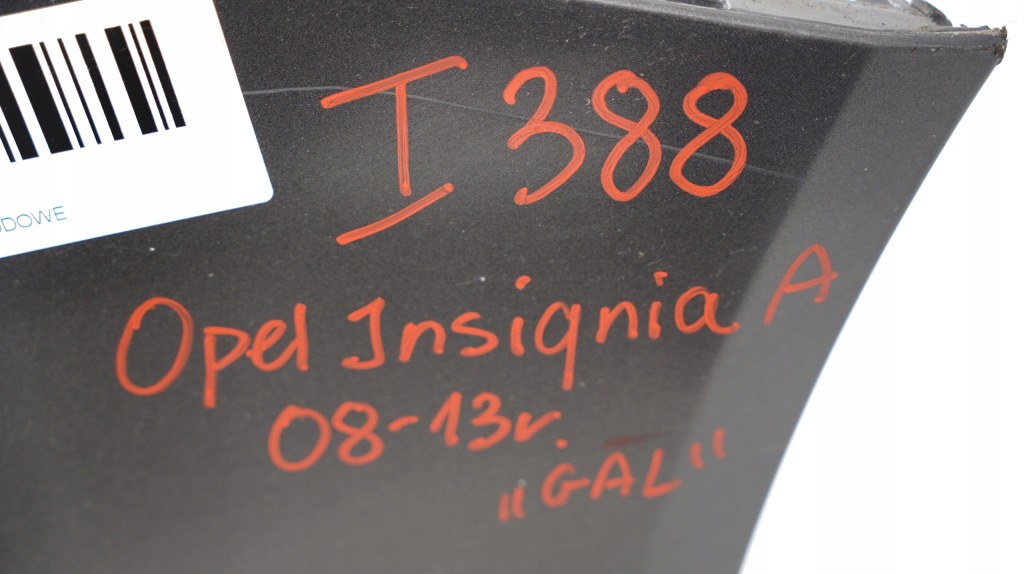 I 388
DOWE
Opel Insignia A
08-13r.
„GAL"